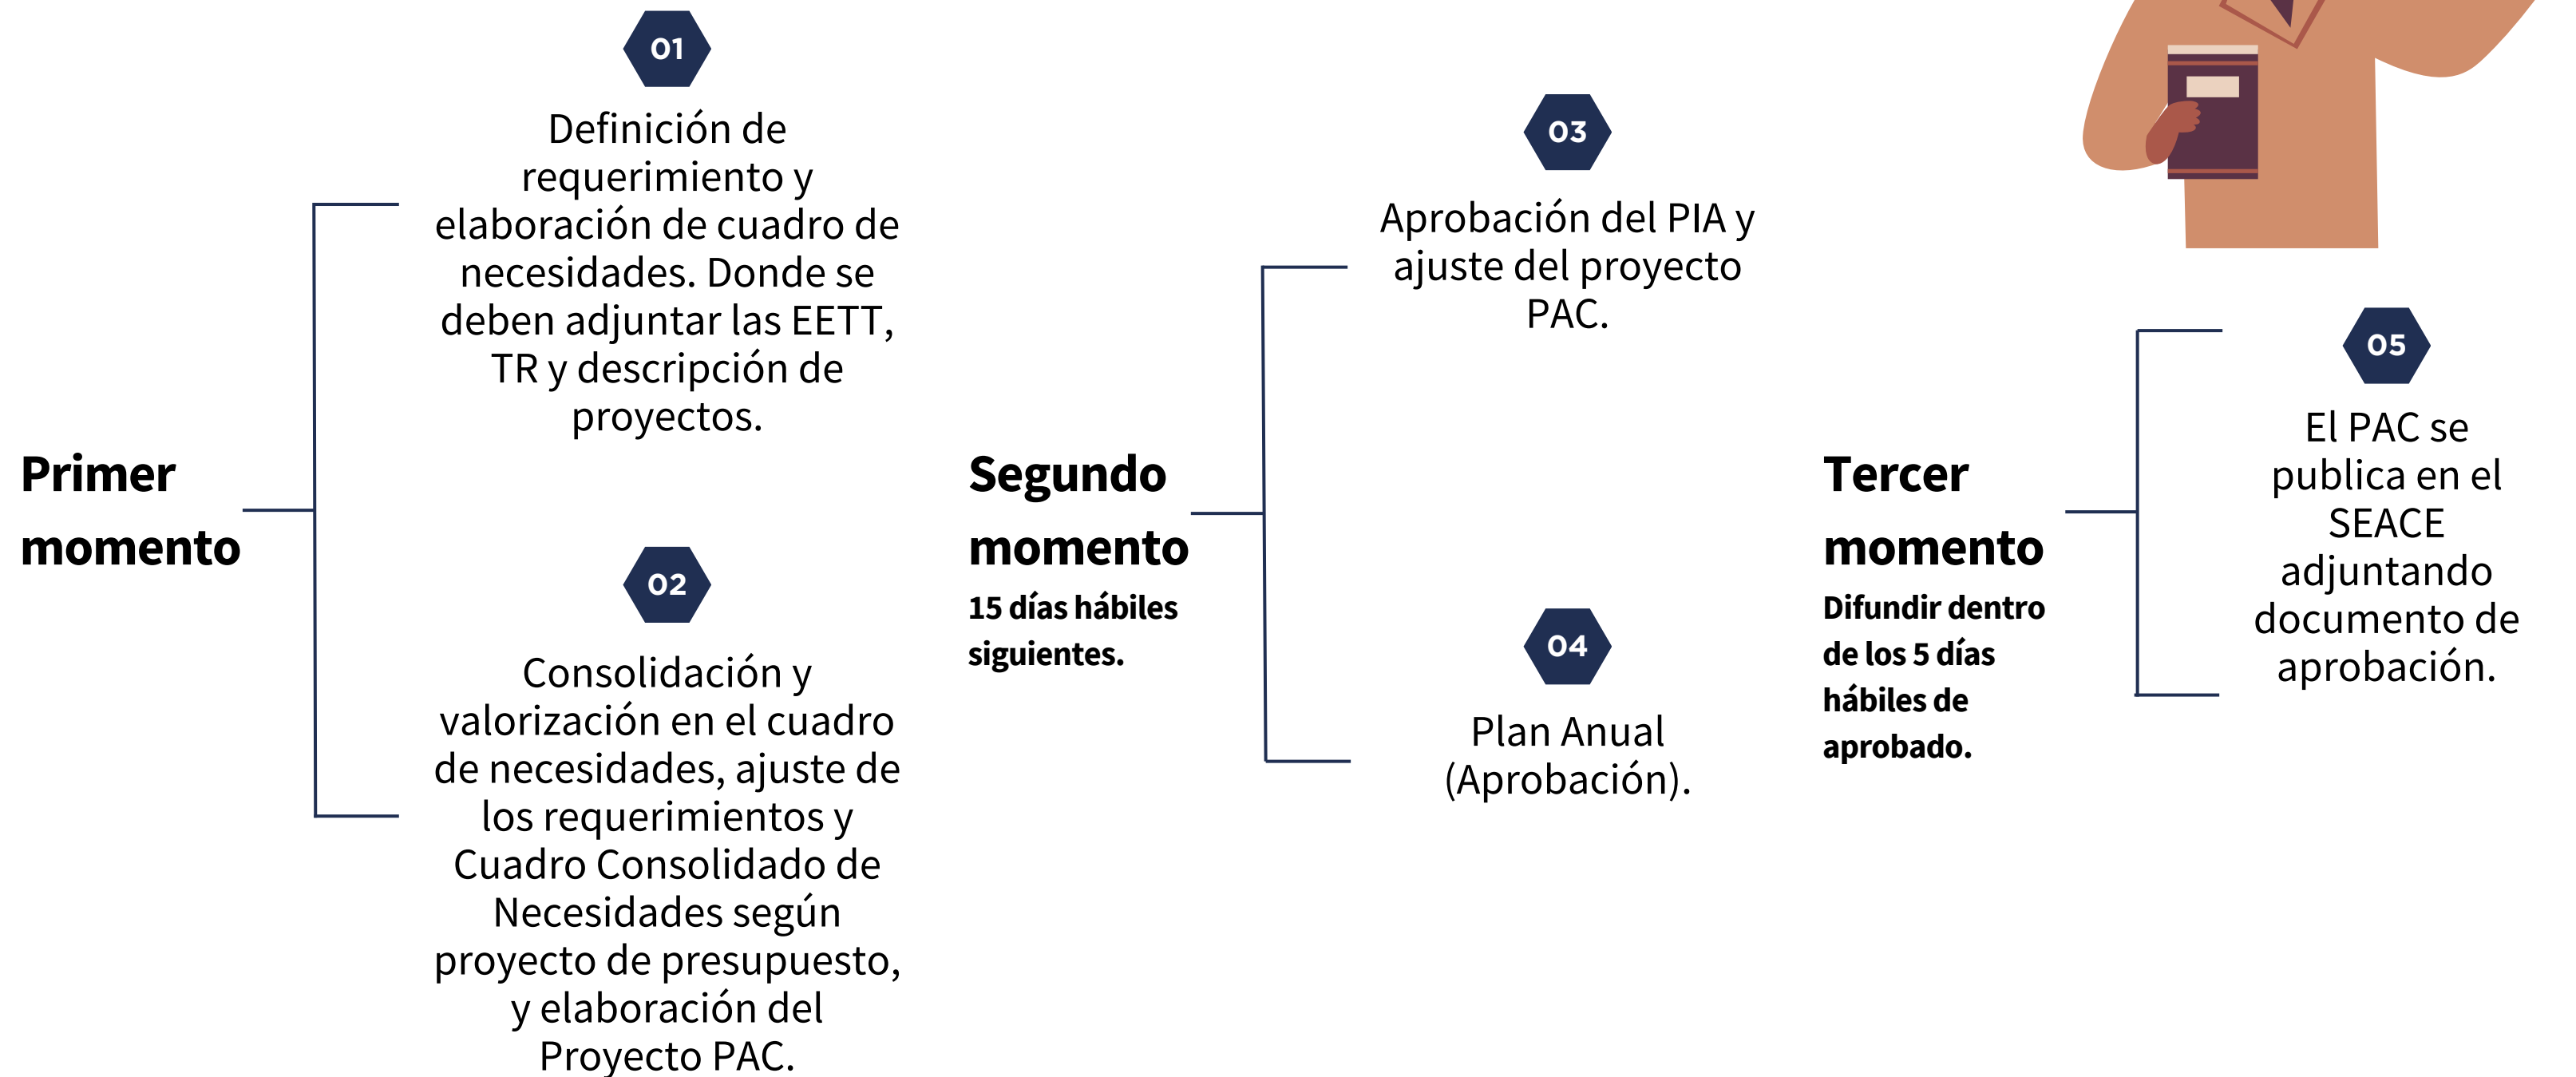 Primer
momento
01
Definición de
requerimiento y
elaboración de cuadro de
necesidades. Donde se
deben adjuntar las EETT,
TR y descripción de
proyectos.
02
Consolidación y
valorización en el cuadro
de necesidades, ajuste de
los requerimientos y
Cuadro Consolidado de
Necesidades según
proyecto de presupuesto,
y elaboración del
Proyecto PAC.
Segundo
momento
15 días hábiles
siguientes.
03
Aprobación del PIA y
ajuste del proyecto
PAC.
04
Plan Anual
(Aprobación).
Tercer
momento
Difundir dentro
de los 5 días
hábiles de
aprobado.
05
El PAC se
publica en el
SEACE
adjuntando
documento de
aprobación.